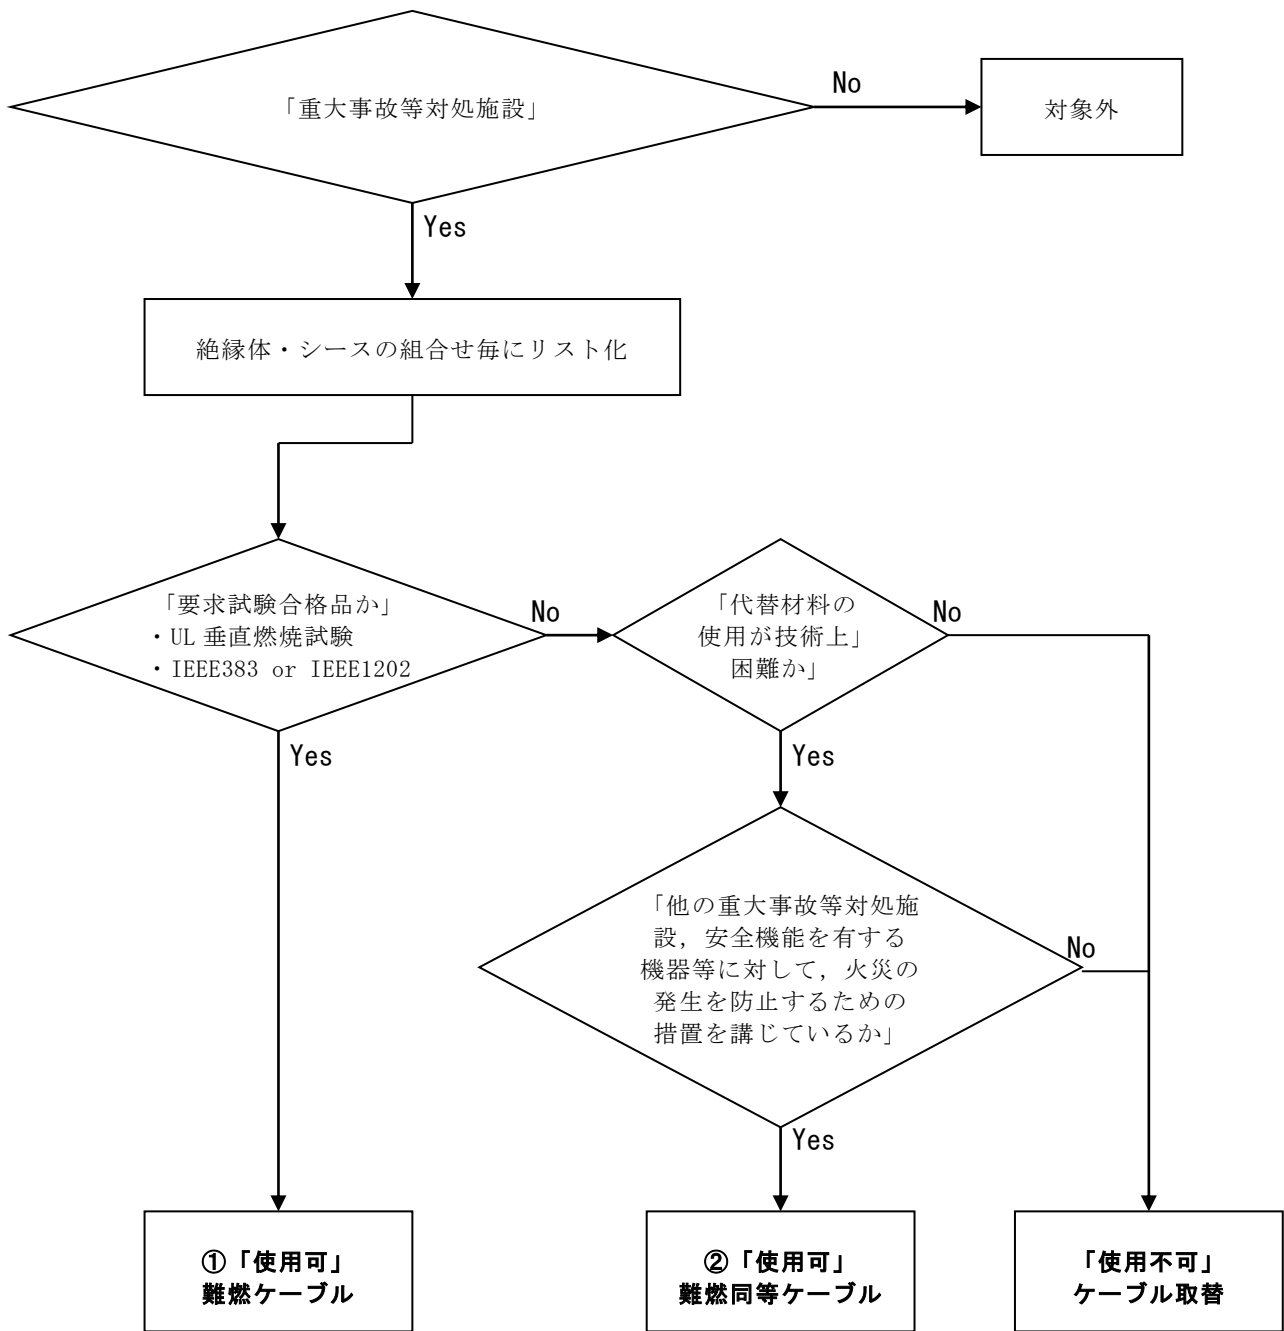 「重大事故等対処施設」
No
対象外
Yes
絶縁体・シースの組合せ毎にリスト化
「要求試験合格品か」
・UL 垂直燃焼試験
・IEEE383 or IEEE1202
No
「代替材料の
使用が技術上」
困難か」
No
Yes
Yes
「他の重大事故等対処施
設，安全機能を有する
機器等に対して，火災の
発生を防止するための
措置を講じているか」
No
Yes
①「使用可」
難燃ケーブル
②「使用可」
難燃同等ケーブル
「使用不可」
ケーブル取替